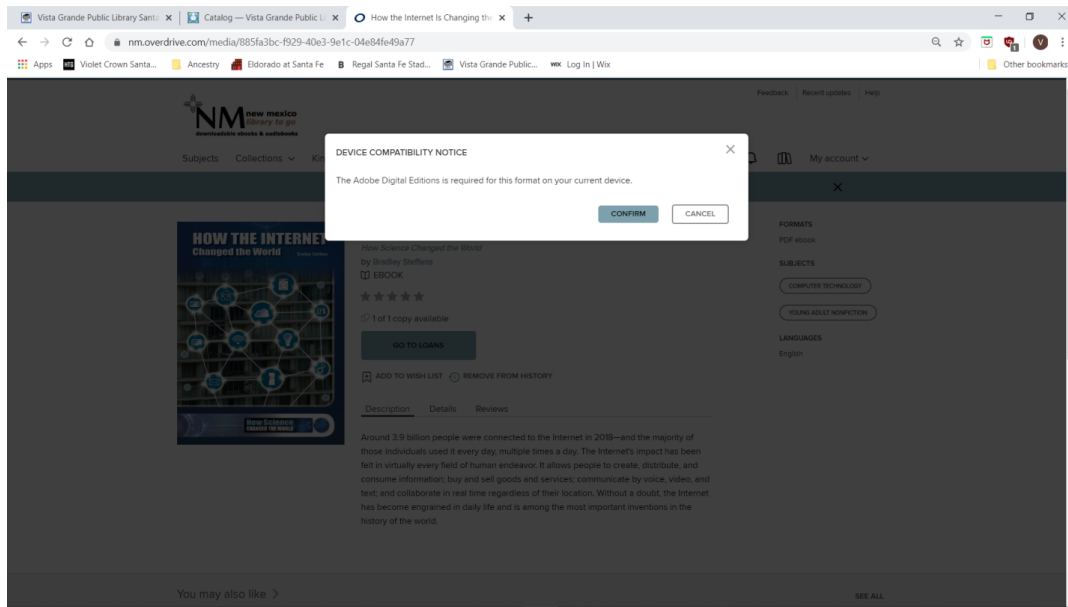 Vista Grande Public Library Santa
Catalog — Vista Grande Public Li
How the Internet Is Changing the
nm.overdrive.com/media/885fa3bc-f929-40e3-9e1c-04e84fe49a77
V
Apps
Violet Crown Santa...
Ancestry
Eldorado at Santa Fe
B Regal Santa Fe Stad...
Vista Grande Public...
WIX Log In | Wix
Other bookmarks
Feedback
Recent updates
Help
NM new mexico
library to go
downloadable ebooks & audiobooks
Subjects
Collections
Kin
My account
DEVICE COMPATIBILITY NOTICE
The Adobe Digital Editions is required for this format on your current device.
CONFIRM
CANCEL
HOW THE INTERNET
Changed the World
How Science
CHANGED THE WORLD
How Science Changed the World
by Bradley Steffens
EBOOK
1 of 1 copy available
GO TO LOANS
ADD TO WISH LIST
REMOVE FROM HISTORY
Description
Details
Reviews
Around 3.9 billion people were connected to the Internet in 2018—and the majority of
those individuals used it every day, multiple times a day. The Internet's impact has been
felt in virtually every field of human endeavor. It allows people to create, distribute, and
consume information; buy and sell goods and services; communicate by voice, video, and
text; and collaborate in real time regardless of their location. Without a doubt, the Internet
has become engrained in daily life and is among the most important inventions in the
history of the world.
FORMATS
PDF ebook
SUBJECTS
COMPUTER TECHNOLOGY
YOUNG ADULT NONFICTION
LANGUAGES
English
You may also like
SEE ALL